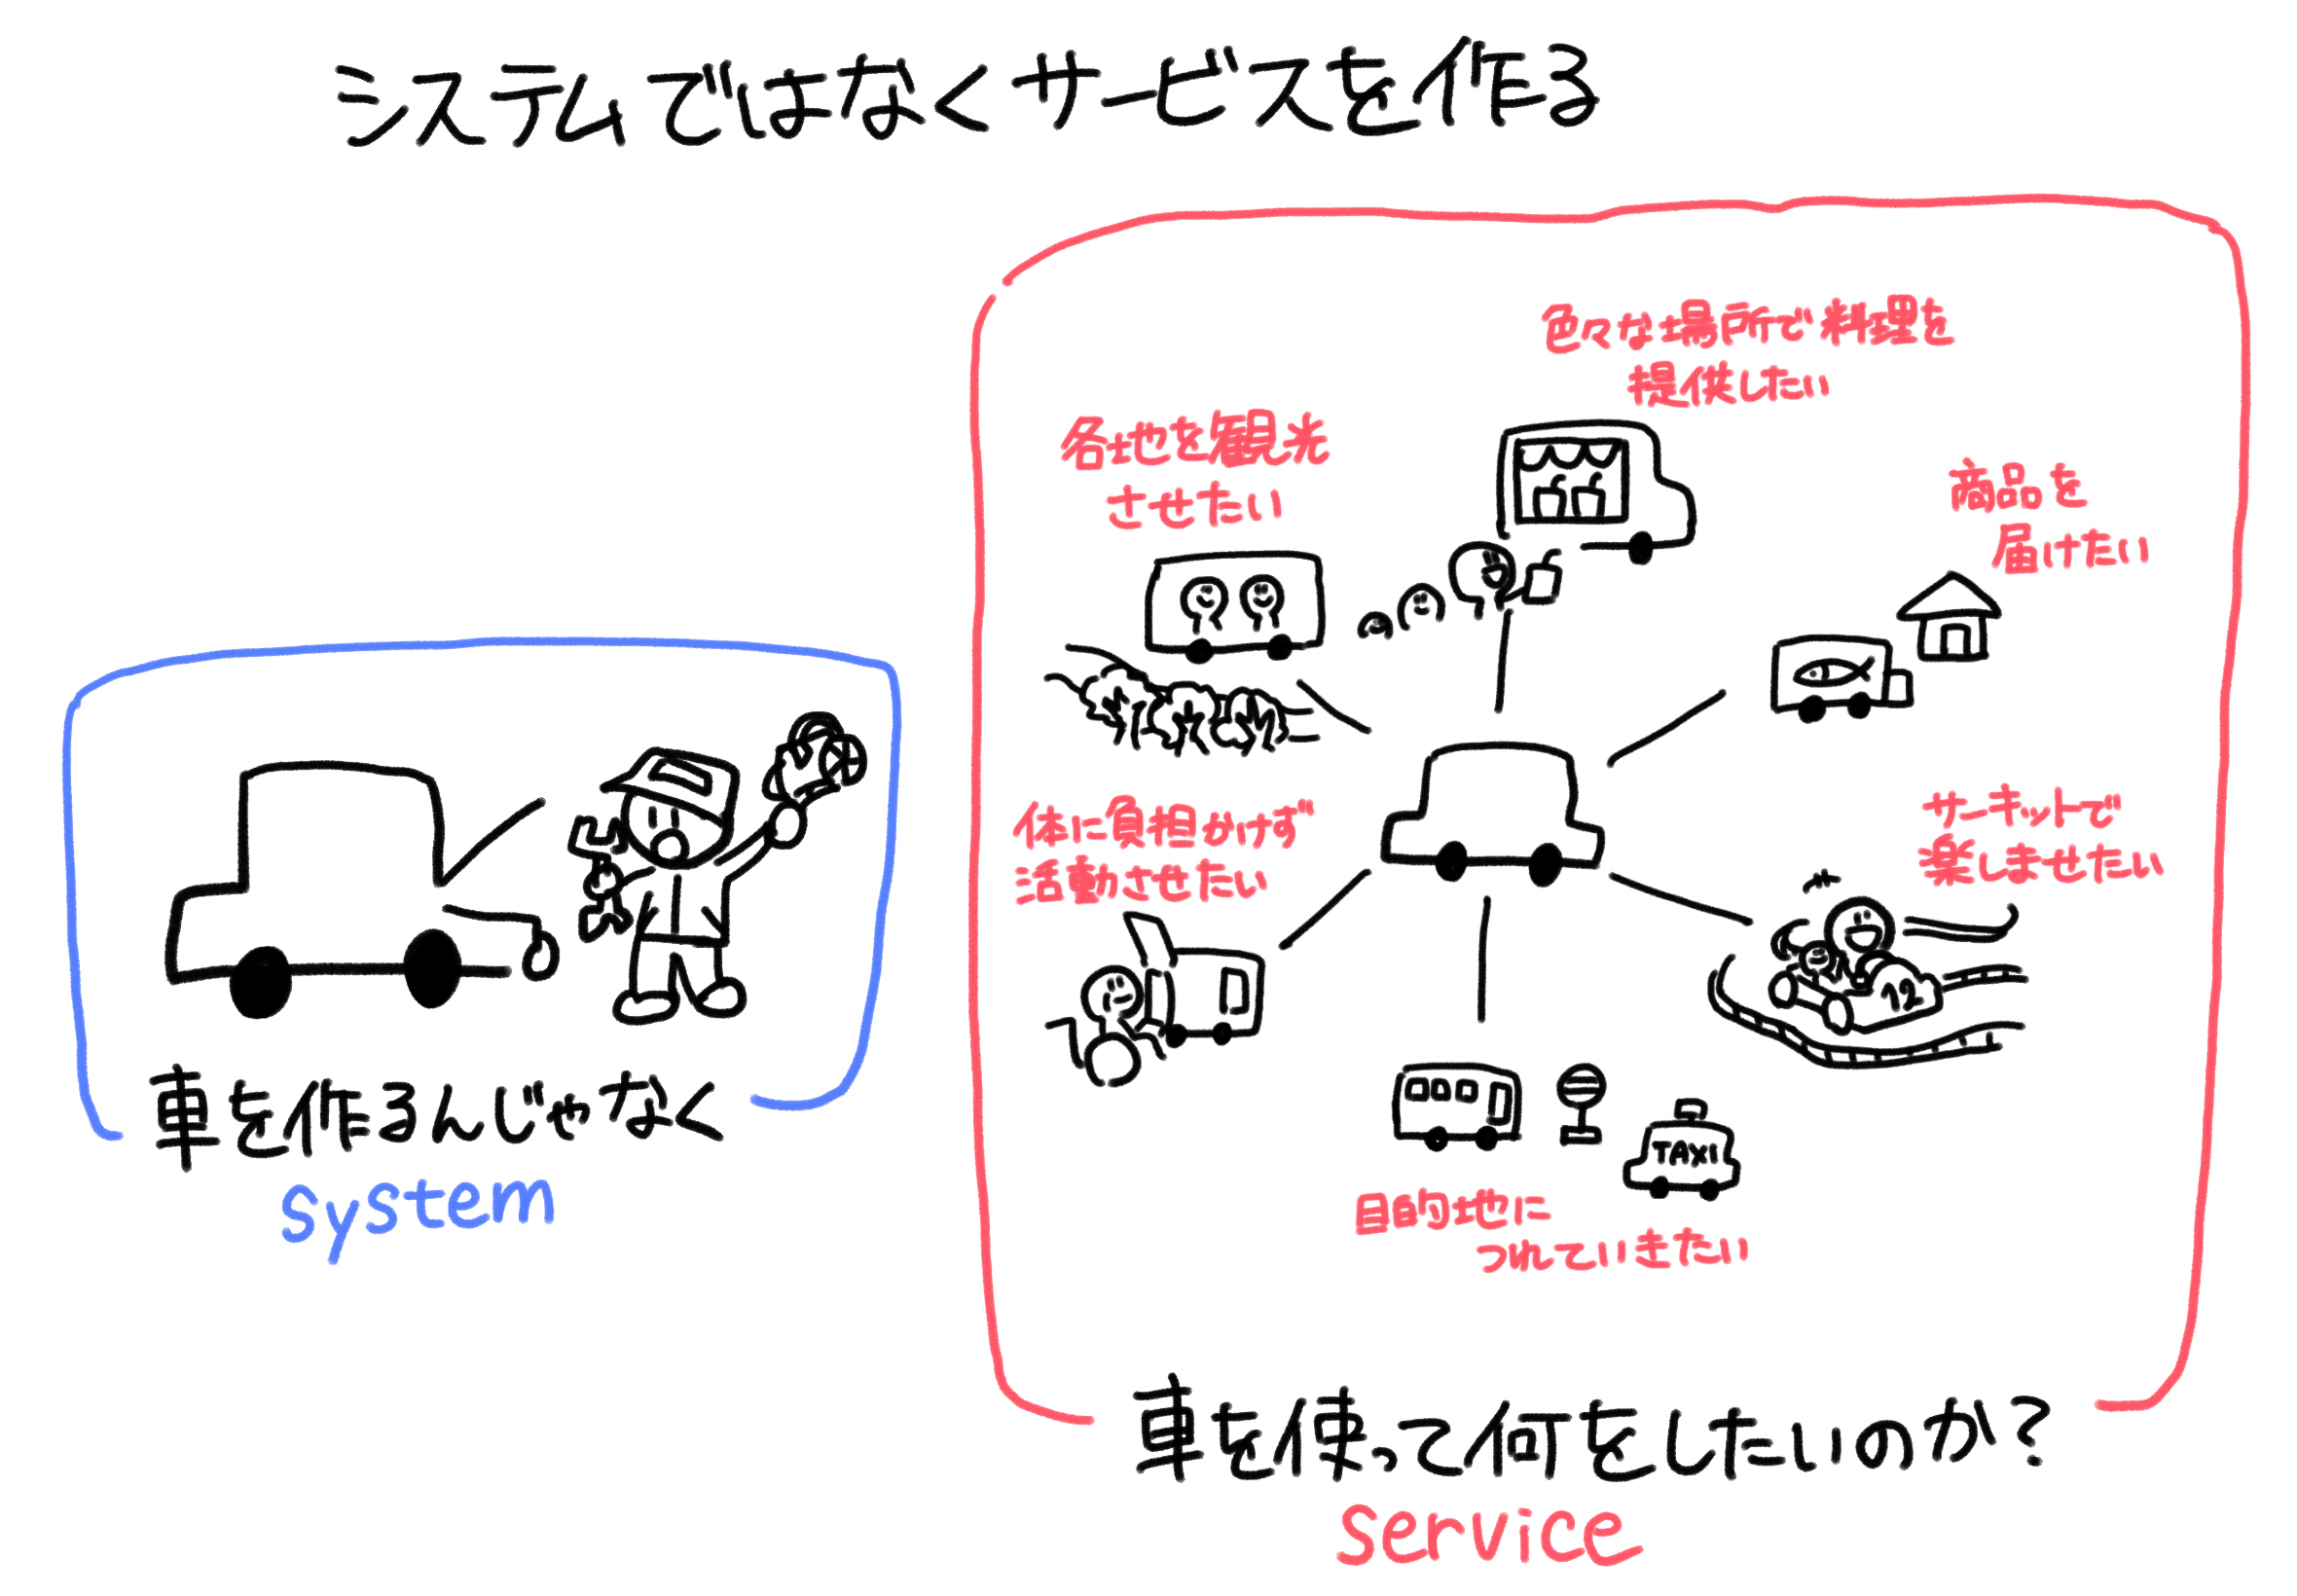 システムではなくサービスを作る
車を作るんじゃなく
system
色々な場所で料理を
提供したい
各地を観光
させたい
商品を
届けたい
体に負担かけず
活動させたい
サーキットで
楽しませたい
12
TAXI
目的地に
つれていきたい
車を使って何をしたいのか?
service